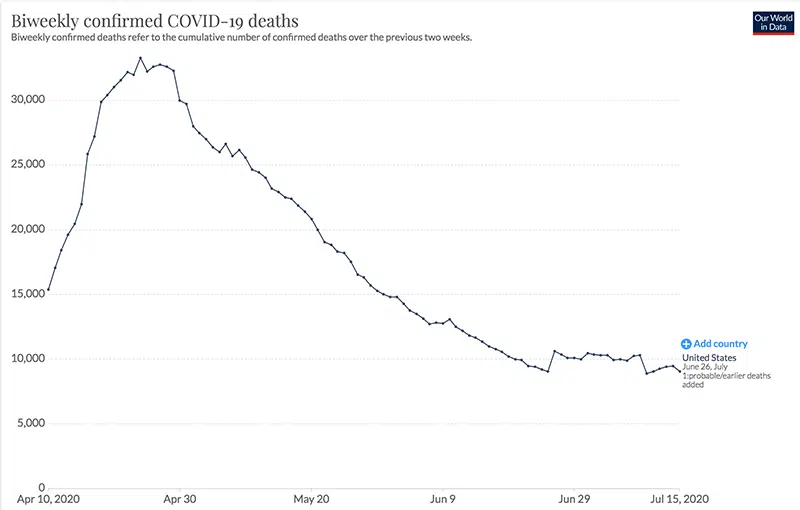 Biweekly confirmed COVID-19 deaths
Biweekly confirmed deaths refer to the cumulative number of confirmed deaths over the previous two weeks.
Our World
in Data
30,000
25,000
20,000
15,000
10,000
5,000
0
Add country
United States
June 26, July
1:probable/earlier deaths
added
Apr 10, 2020
Apr 30
May 20
Jun 9
Jun 29
Jul 15, 2020